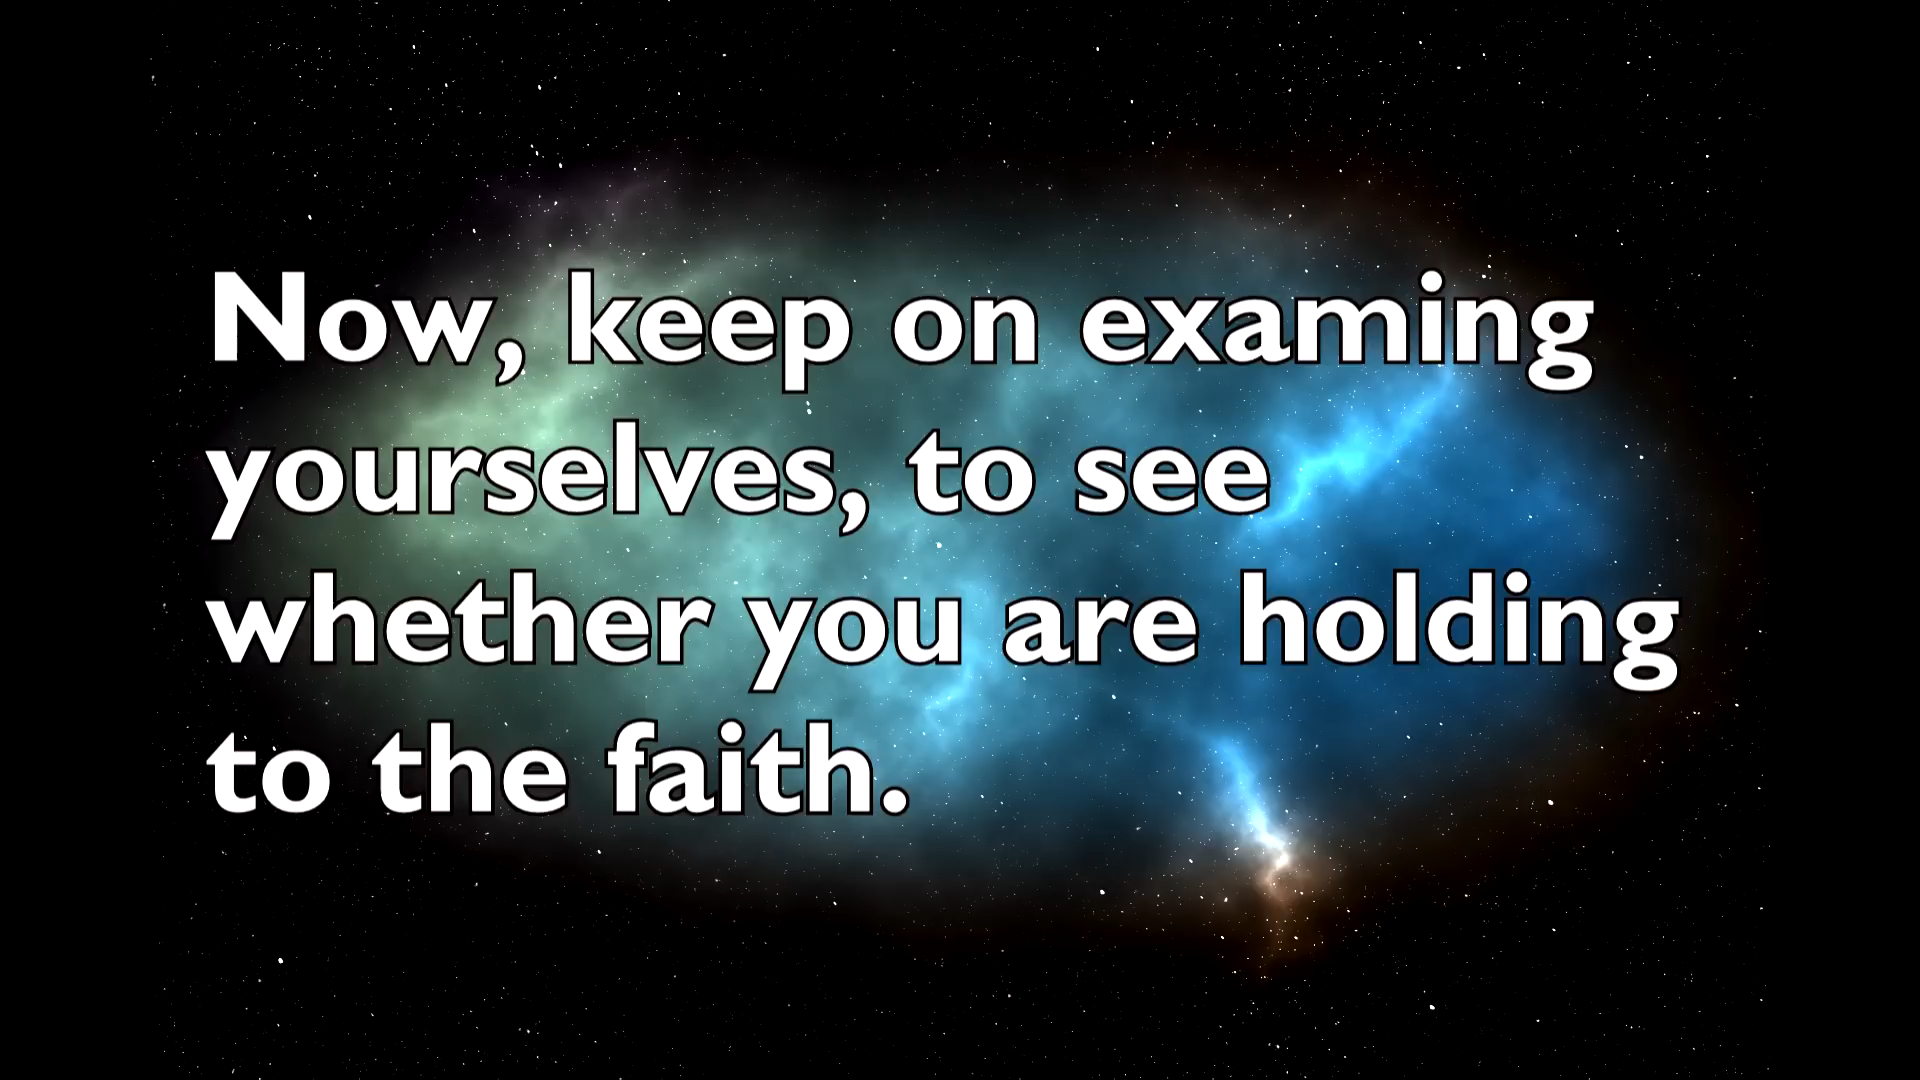 Now, keep on examing
yourselves, to see
whether you are holding
to the faith.